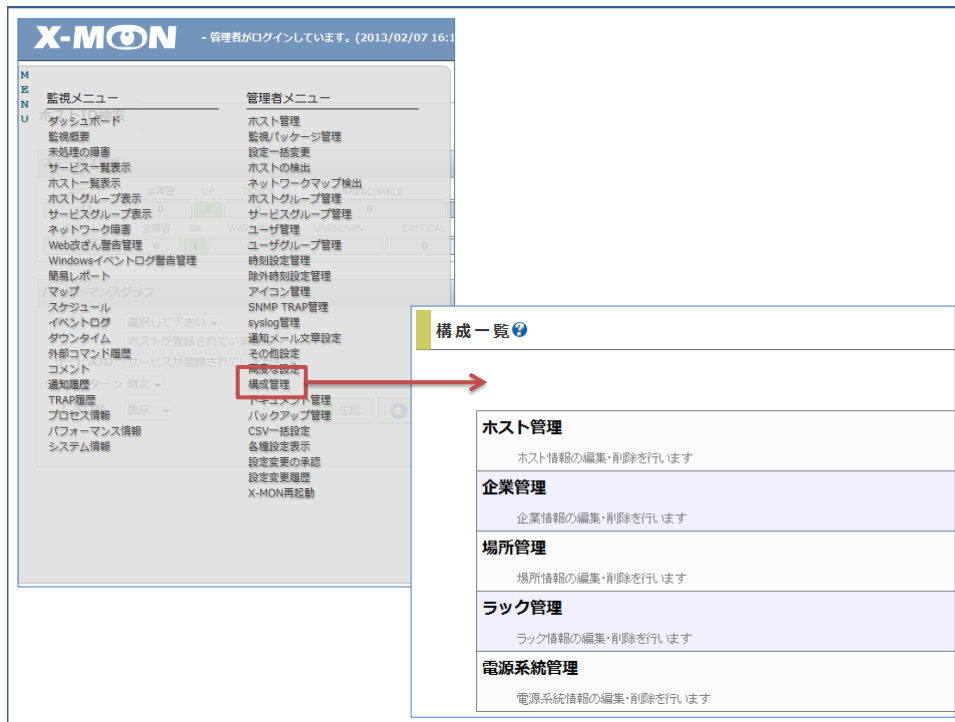 X-MON - 管理者がログインしています。(2013/02/07 16:1
MENU
監視メニュー
ダッシュボード
監視概要
未処理の障害
サービス一覧表示
ホスト一覧表示
ホストグループ表示
サービスグループ表示
ネットワーク障害
Web改ざん警告管理
Windowsイベントログ警告管理
簡易レポート
マップ
スケジュール
イベントログ
ダウンタイム
外部コマンド履歴
コメント
通知履歴
TRAP履歴
プロセス情報
パフォーマンス情報
システム情報
管理者メニュー
ホスト管理
監視パッケージ管理
設定一括変更
ホストの検出
ネットワークマップ検出
ホストグループ管理
サービスグループ管理
ユーザ管理
ユーザグループ管理
時刻設定管理
除外時刻設定管理
アイコン管理
SNMP TRAP管理
syslog管理
通知メール文章設定
その他設定
高度な設定
構成管理
ドキュメント管理
バックアップ管理
CSV一括設定
各種設定表示
設定変更の承認
設定変更履歴
X-MON再起動
構成一覧?
ホスト管理
ホスト情報の編集・削除を行います
企業管理
企業情報の編集・削除を行います
場所管理
場所情報の編集・削除を行います
ラック管理
ラック情報の編集・削除を行います
電源系統管理
電源系統情報の編集・削除を行います